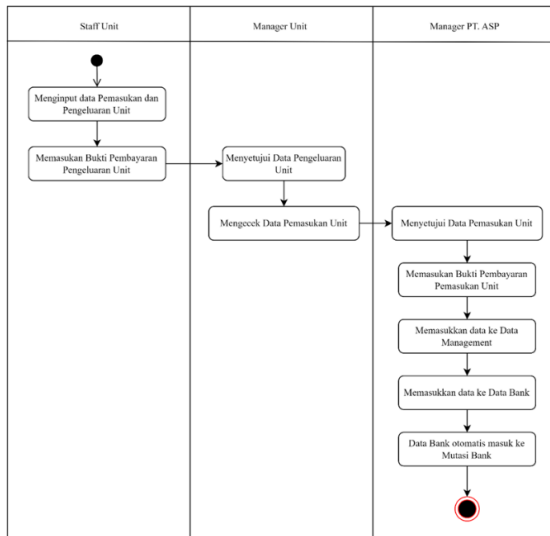 Staff Unit
Manager Unit
Manager PT. ASP
Menginput data Pemasukan dan
Pengeluaran Unit
Memasukan Bukti Pembayaran
Pengeluaran Unit
Menyetujui Data Pengeluaran
Unit
Mengecek Data Pemasukan Unit
Menyetujui Data Pemasukan Unit
Memasukan Bukti Pembayaran
Pemasukan Unit
Memasukkan data ke Data
Management
Memasukkan data ke Data Bank
Data Bank otomatis masuk ke
Mutasi Bank